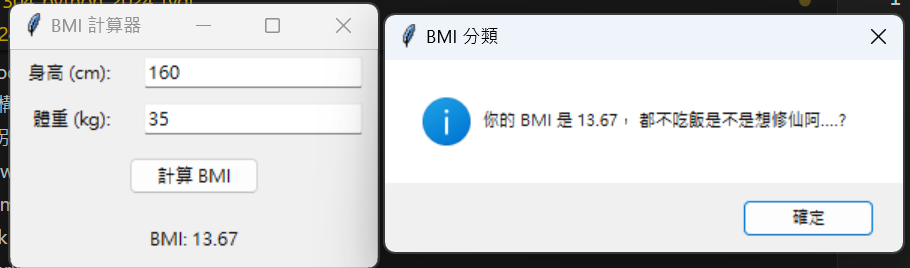 BMI 計算器
身高 (cm):
160
體重 (kg):
35
計算 BMI
BMI: 13.67
BMI 分類
你的 BMI 是 13.67， 都不吃飯是不是想修仙阿....?
確定